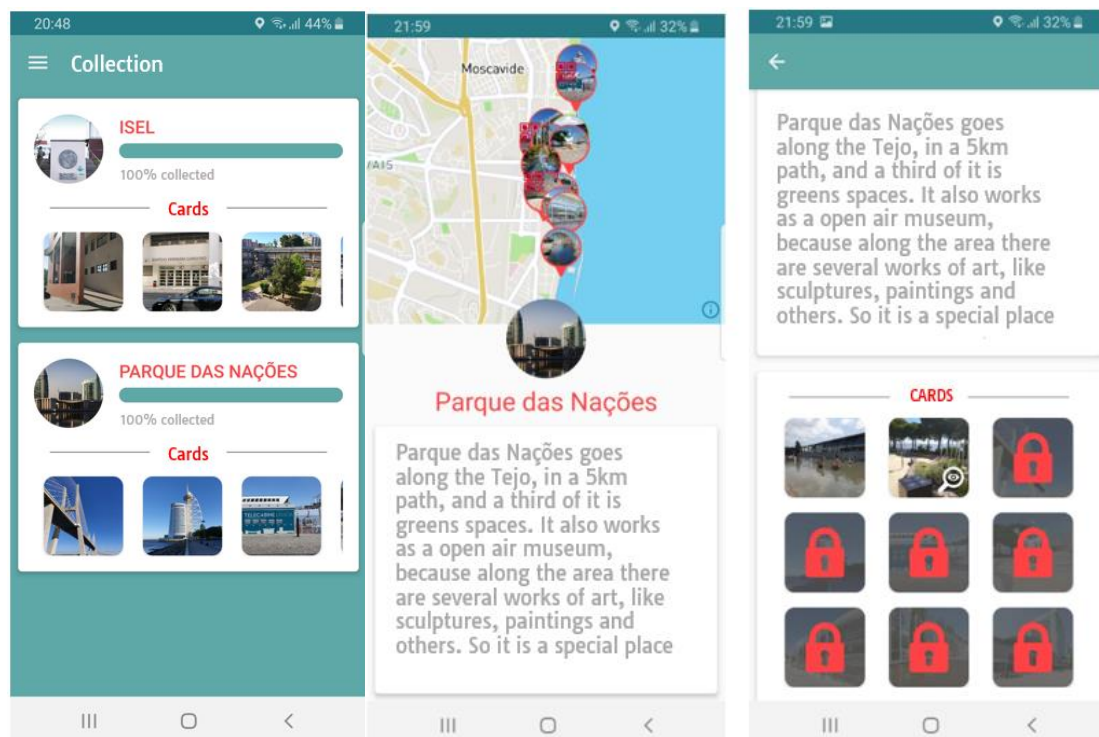 20:48
44%
Collection
ISEL
100% collected
Cards
PARQUE DAS NAÇÕES
100% collected
Cards
21:59
32%
Moscavide
Parque das Nações
Parque das Nações goes
along the Tejo, in a 5km
path, and a third of it is
greens spaces. It also works
as a open air museum,
because along the area there
are several works of art, like
sculptures, paintings and
others. So it is a special place
21:59
32%
Parque das Nações goes
along the Tejo, in a 5km
path, and a third of it is
greens spaces. It also works
as a open air museum,
because along the area there
are several works of art, like
sculptures, paintings and
others. So it is a special place
CARDS